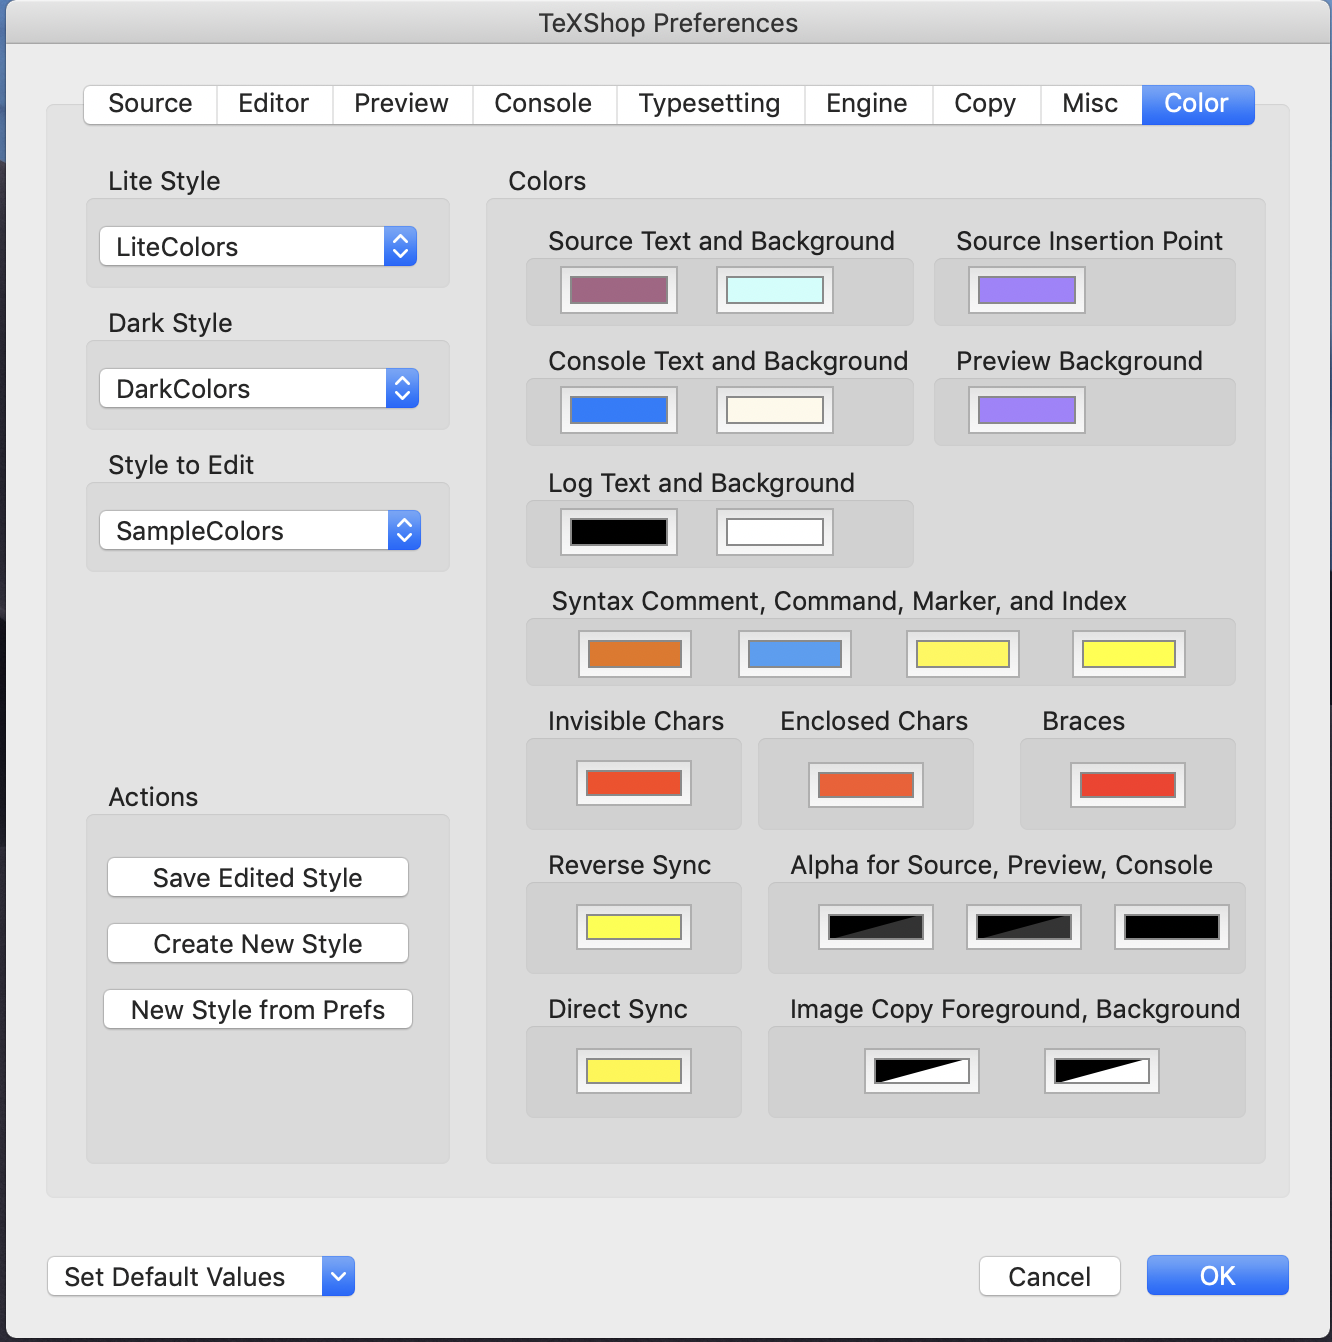 TeXShop Preferences
Source Editor Preview Console Typesetting Engine Copy Misc Color
Lite Style
LiteColors
Dark Style
DarkColors
Style to Edit
SampleColors
Actions
Save Edited Style
Create New Style
New Style from Prefs
Colors
Source Text and Background
Source Insertion Point
Console Text and Background
Preview Background
Log Text and Background
Syntax Comment, Command, Marker, and Index
Invisible Chars
Enclosed Chars
Braces
Reverse Sync
Alpha for Source, Preview, Console
Direct Sync
Image Copy Foreground, Background
Set Default Values
Cancel
OK